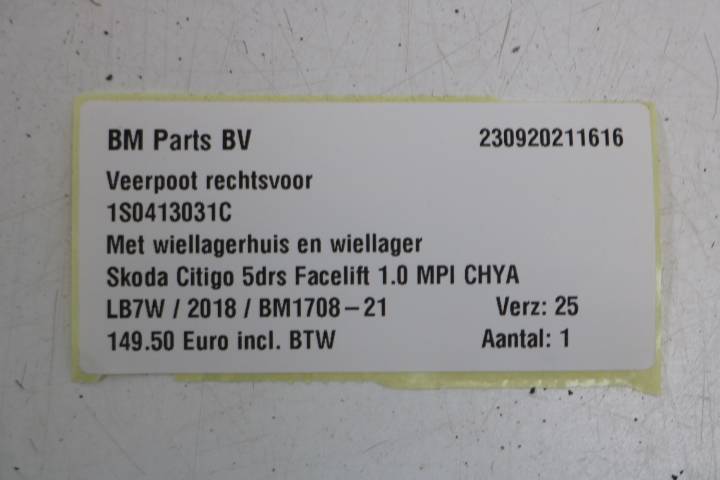 BM Parts BV 230920211616
Veerpoot rechtsvoor
1S0413031C
Met wiellagerhuis en wiellager
Skoda Citigo 5drs Facelift 1.0 MPI CHYA
LB7W / 2018 / BM1708-21 Verz: 25
149.50 Euro incl. BTW Aantal: 1